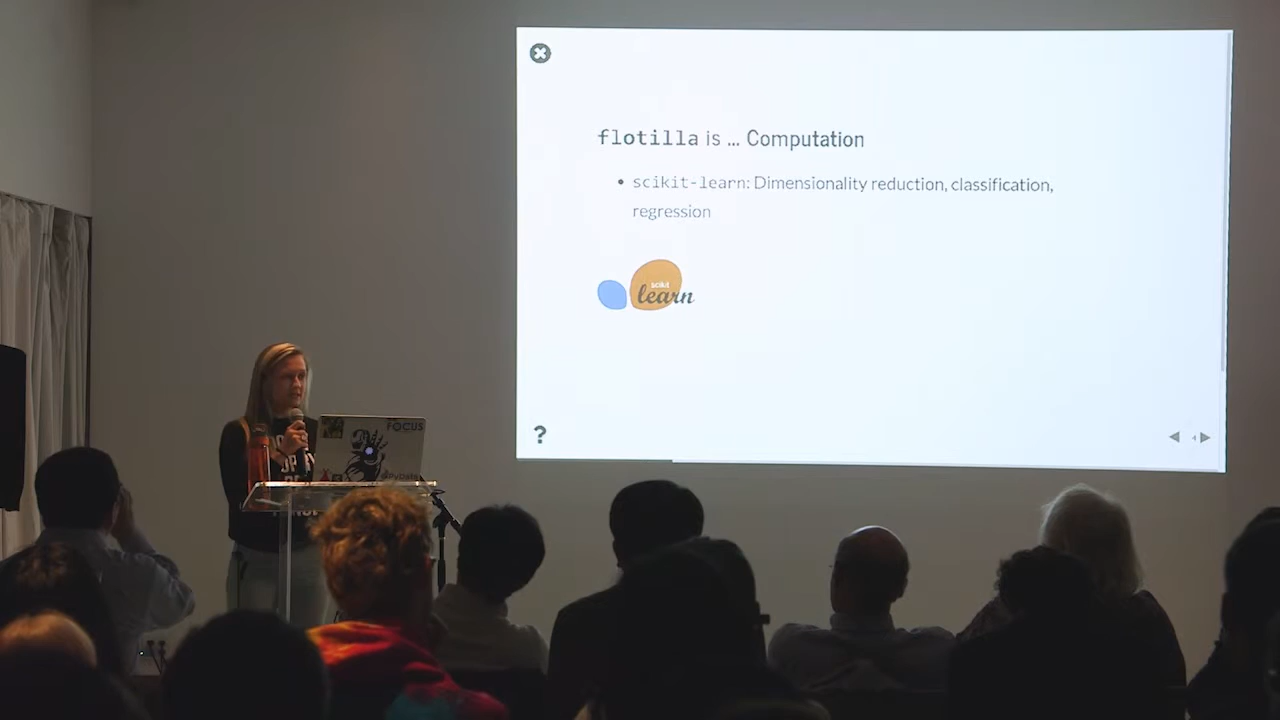 flotilla is ... Computation
• scikit-learn: Dimensionality reduction, classification,
regression
scikit
learn
?
FOCUS